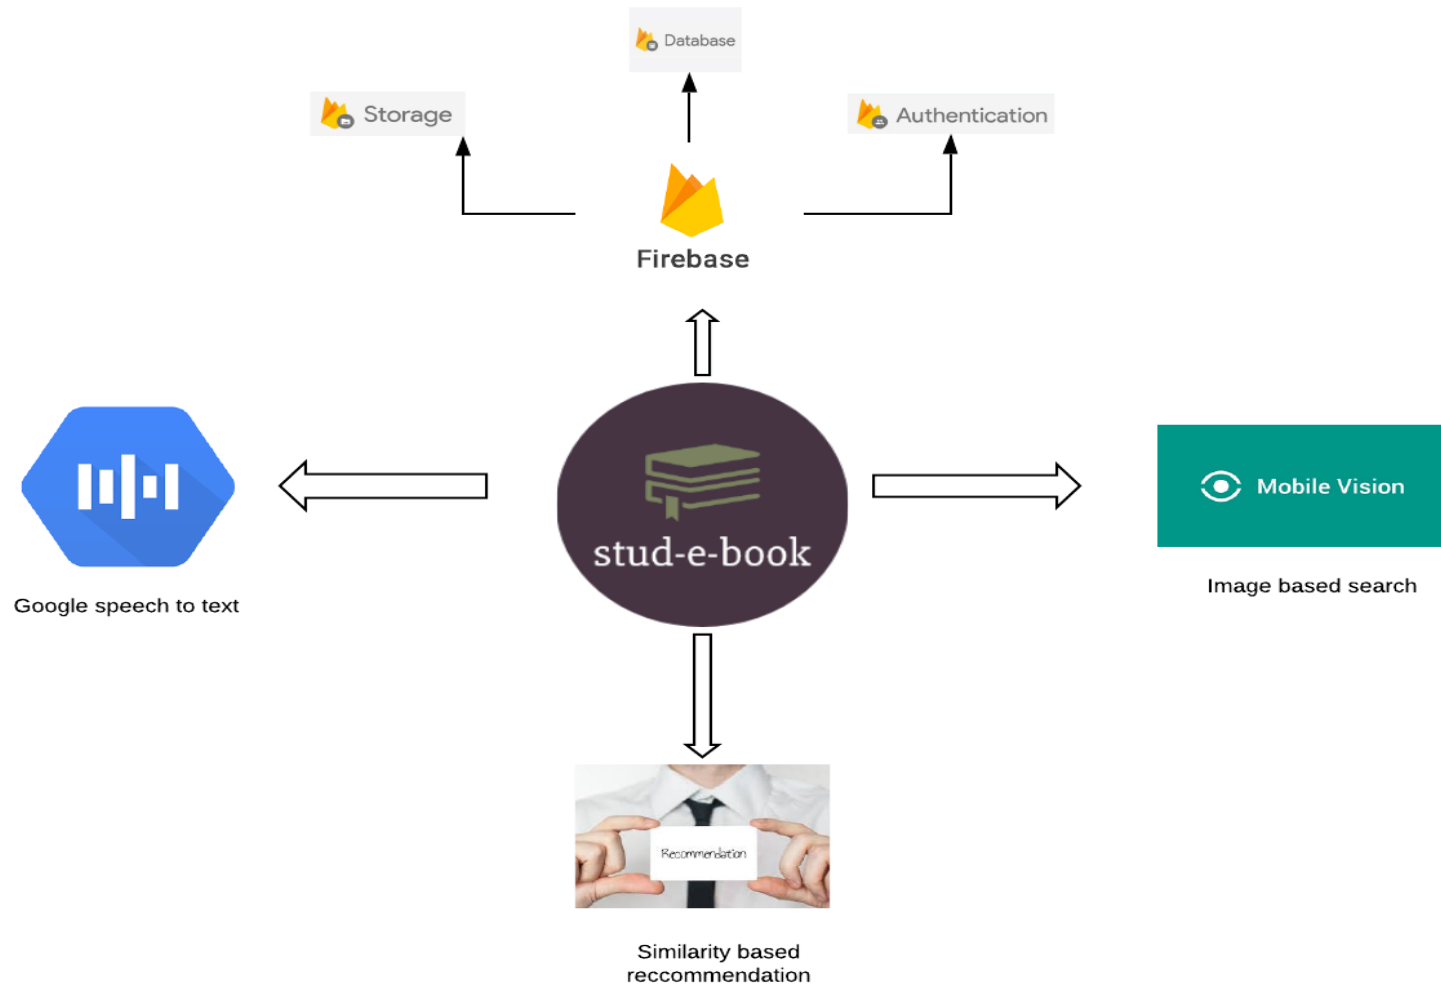 Database
Storage
Authentication
Firebase
Mobile Vision
stud-e-book
Image based search
Google speech to text
Recommendation
Similarity based
reccommendation